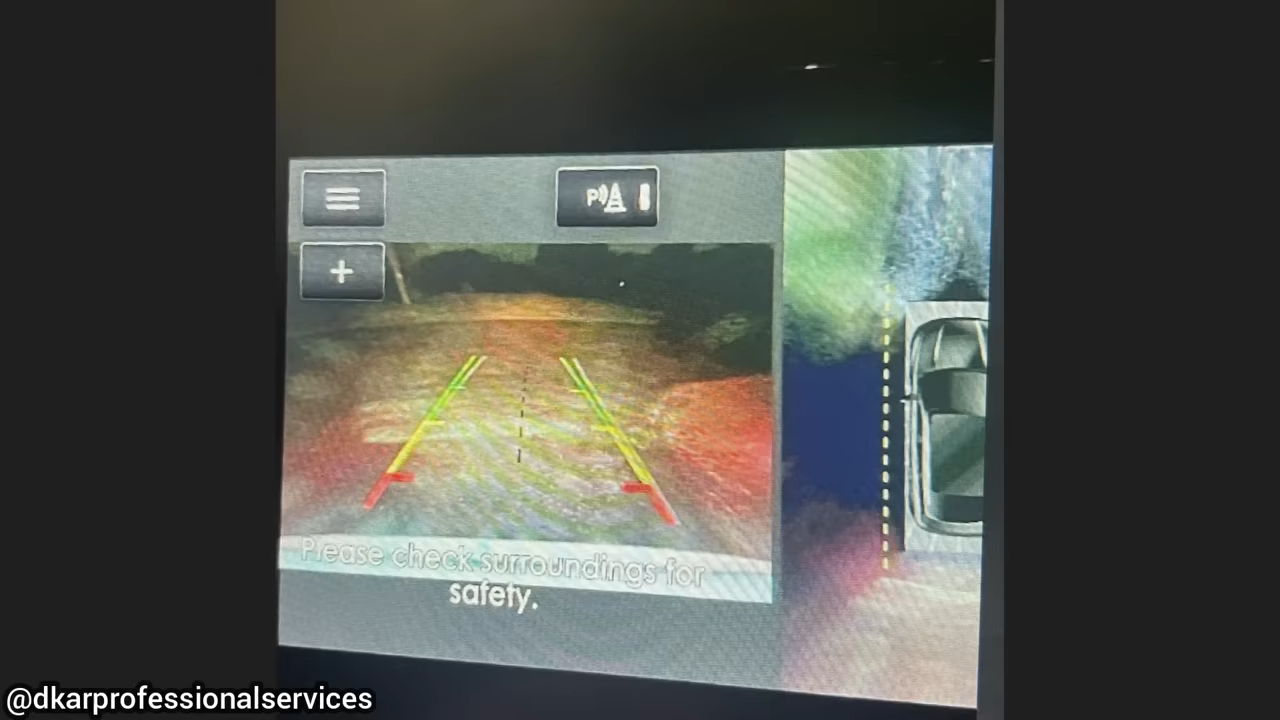 P
+
Please check surroundings for
safety.
@dkarprofessionalservices